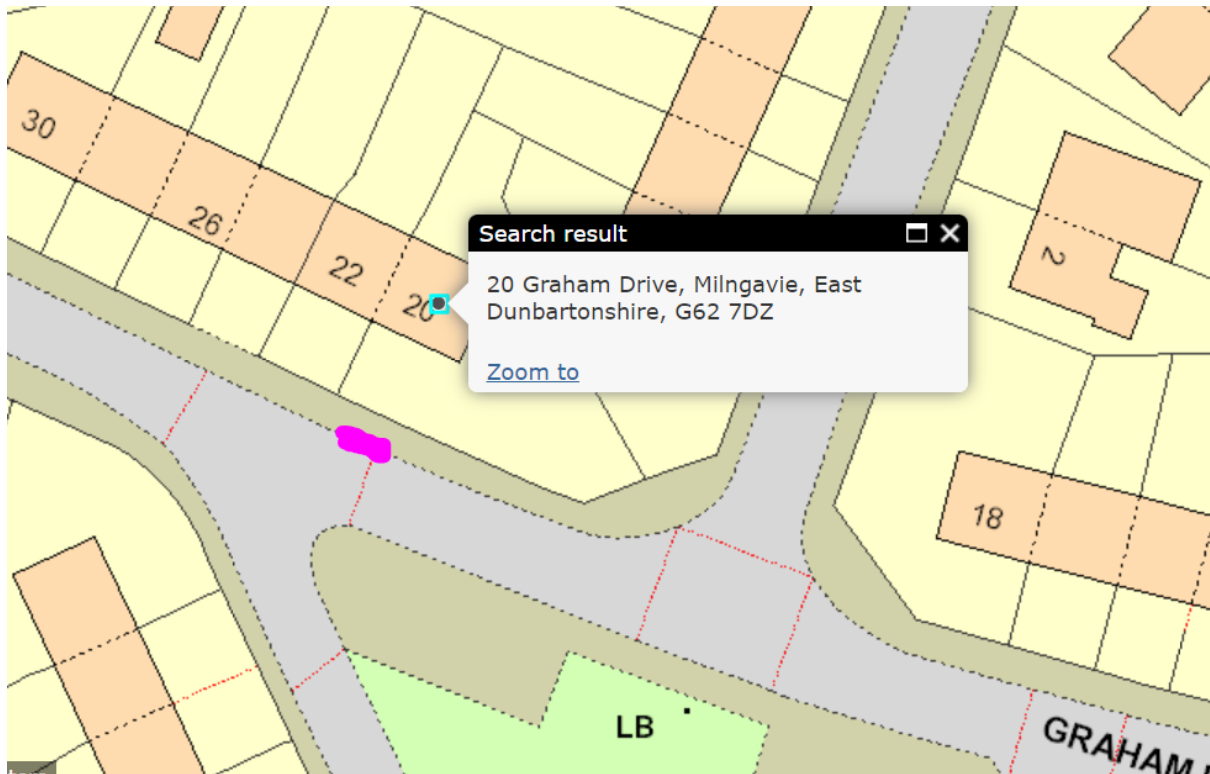 30
26
22
20
Search result
20 Graham Drive, Milngavie, East
Dunbartonshire, G62 7DZ
Zoom to
2
18
LB
GRAHAM